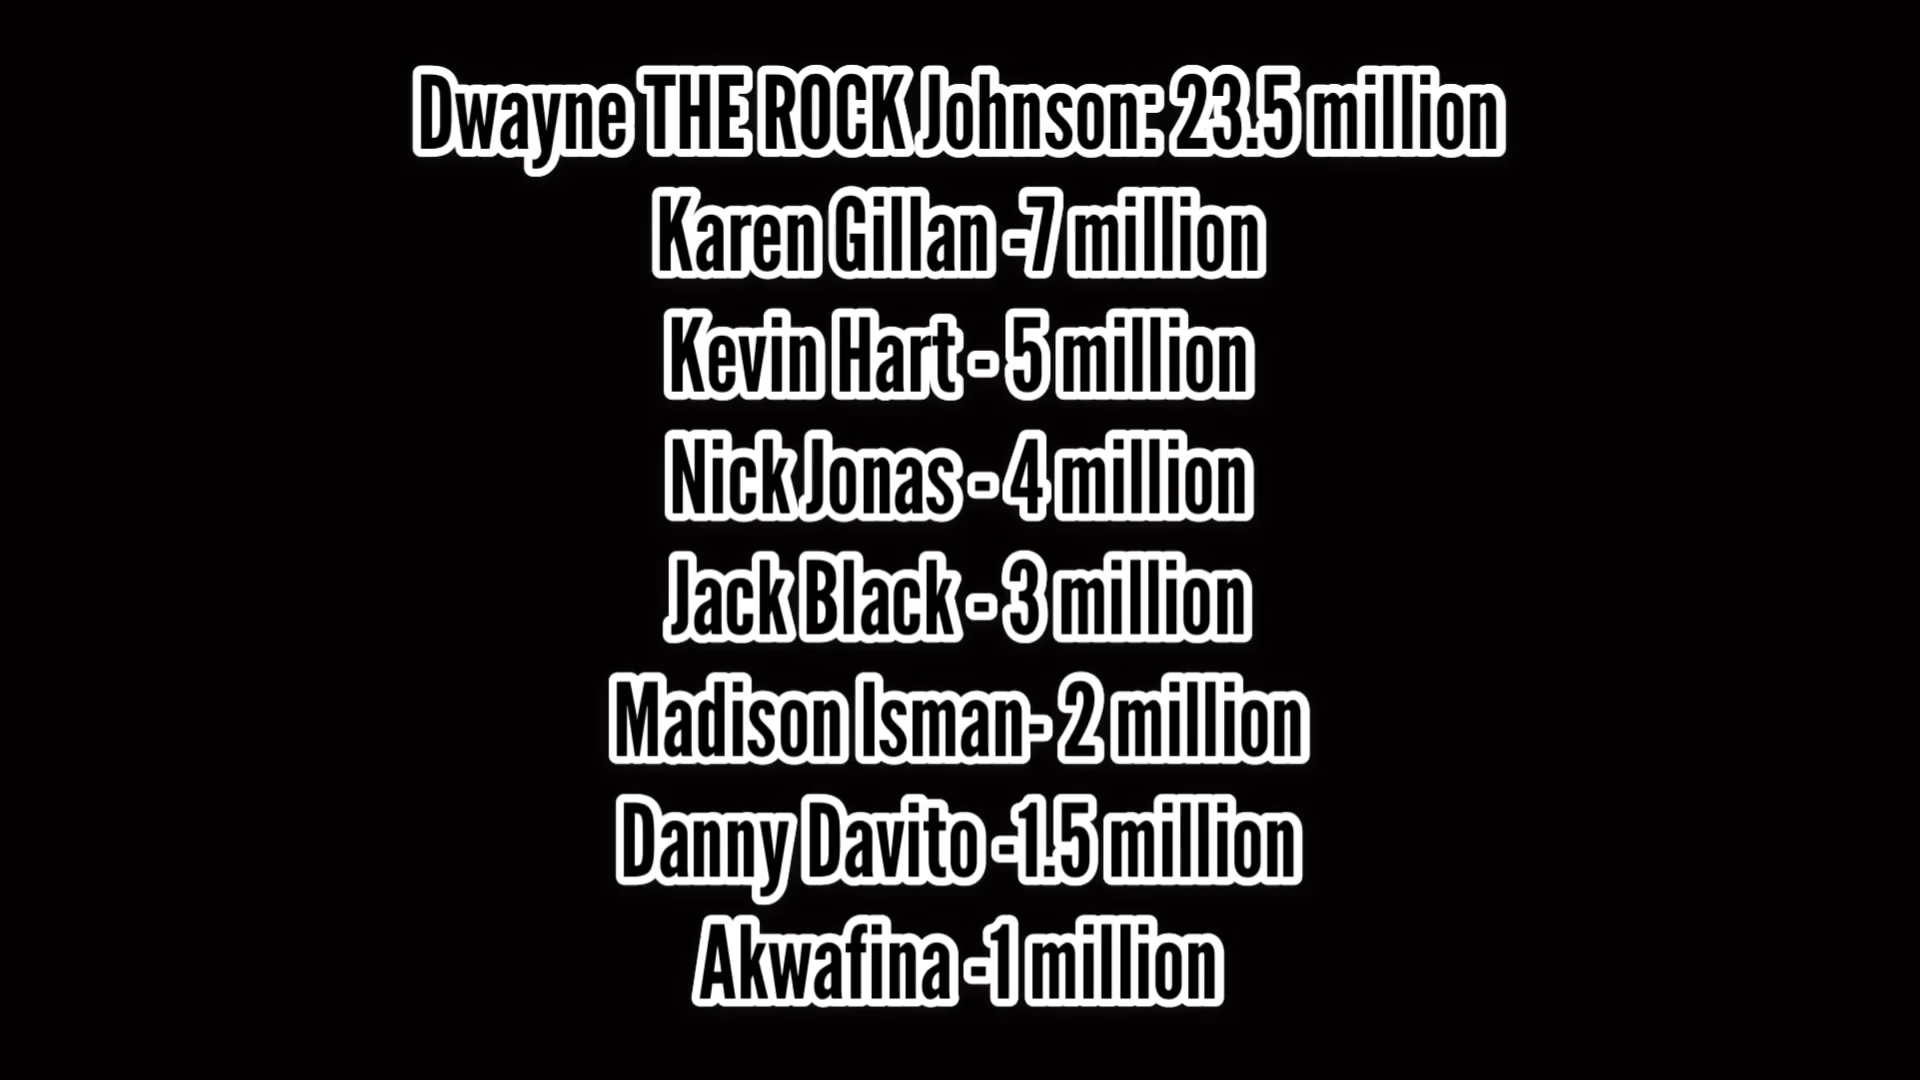 Dwayne THE ROCK Johnson: 23.5 million
Karen Gillan -7 million
Kevin Hart - 5 million
Nick Jonas - 4 million
Jack Black - 3 million
Madison Isman- 2 million
Danny Davito -1.5 million
Akwafina -1 million